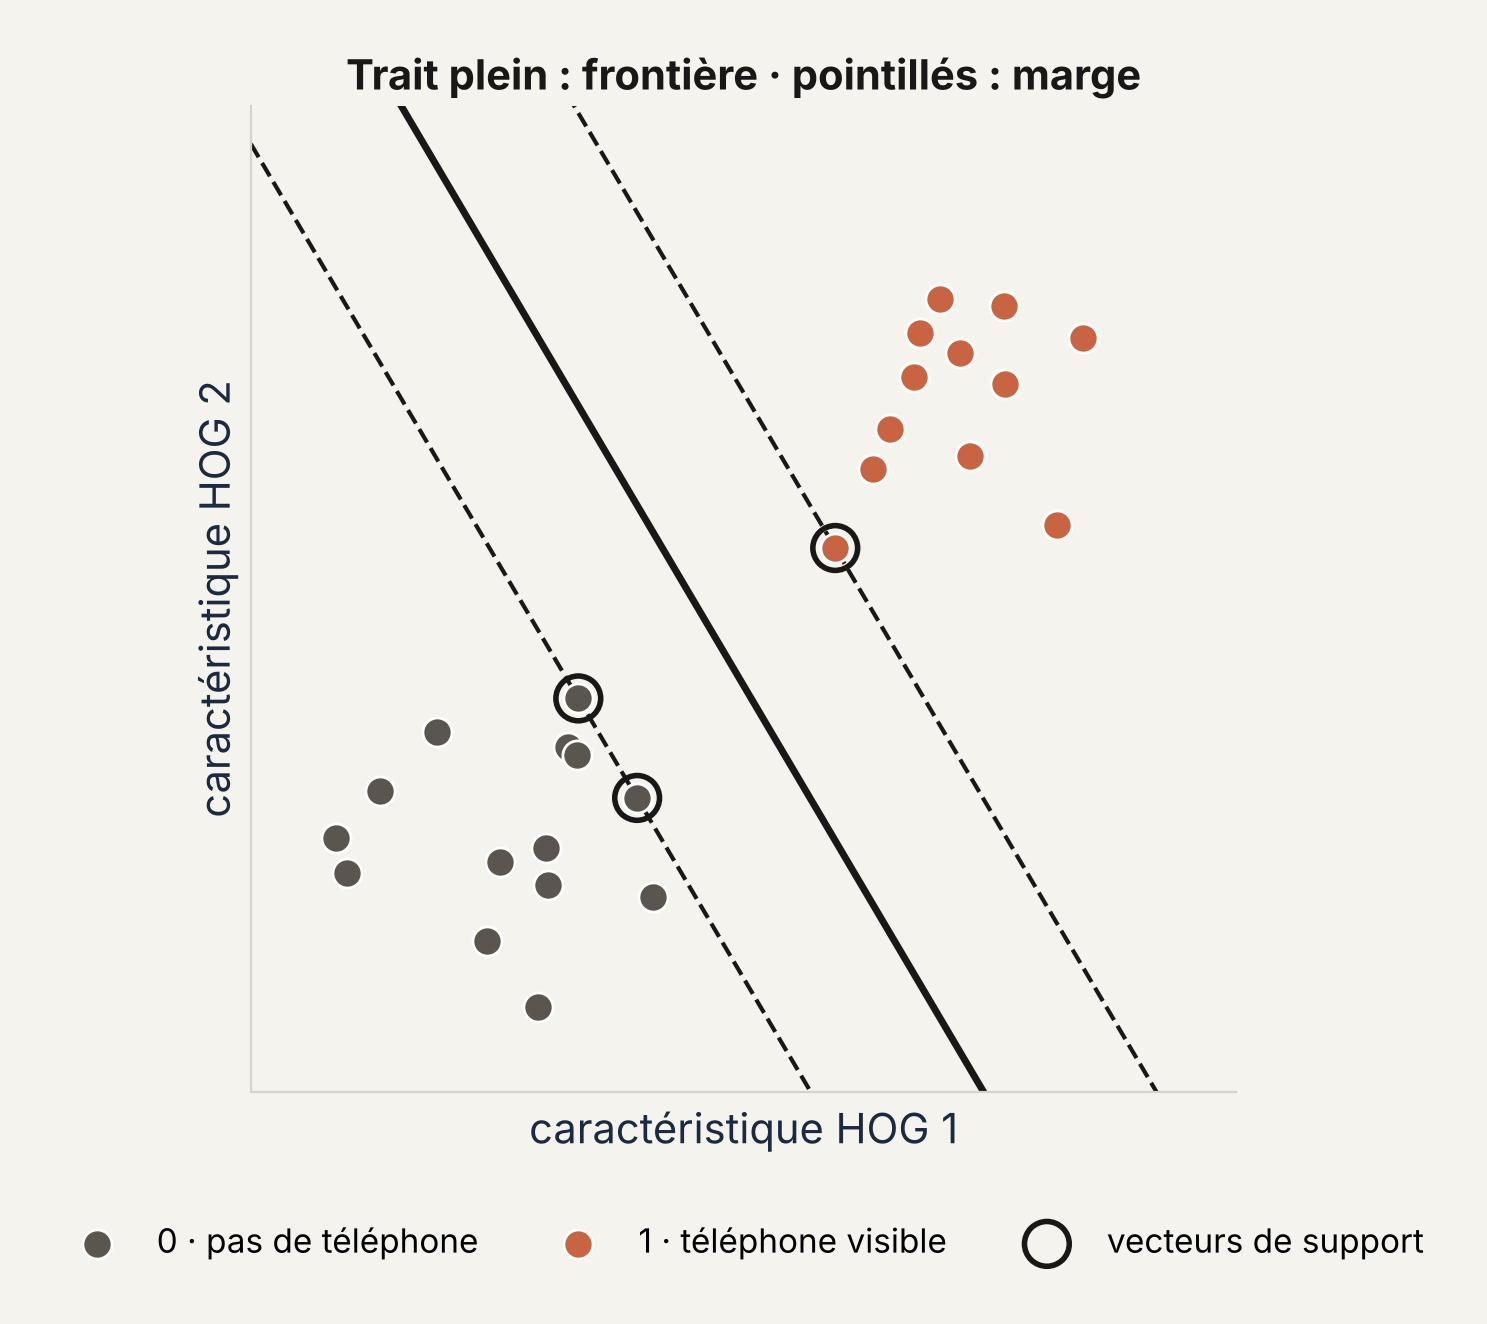 Trait plein : frontière · pointillés : marge
caractéristique HOG 2
caractéristique HOG 1
0 · pas de téléphone
1 · téléphone visible
vecteurs de support